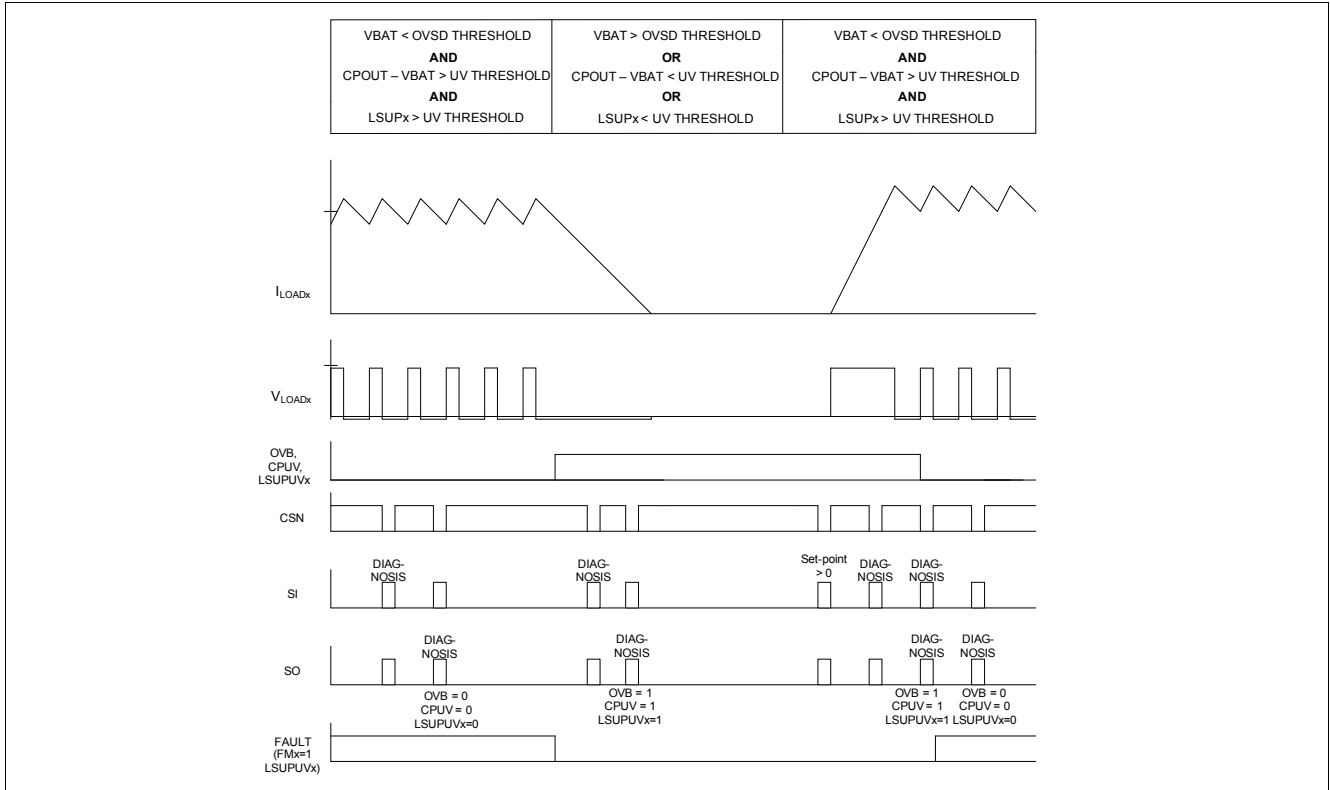 VBAT < OVSD THRESHOLD
AND
CPOUT – VBAT > UV THRESHOLD
AND
LSUPx > UV THRESHOLD
VBAT > OVSD THRESHOLD
OR
CPOUT – VBAT < UV THRESHOLD
OR
LSUPx < UV THRESHOLD
VBAT < OVSD THRESHOLD
AND
CPOUT – VBAT > UV THRESHOLD
AND
LSUPx > UV THRESHOLD
ILOADx
VLOADx
OVB,
CPUV,
LSUPUVx
CSN
SI
DIAG-
NOSIS
DIAG-
NOSIS
Set-point
> 0
DIAG-
NOSIS
DIAG-
NOSIS
SO
DIAG-
NOSIS
OVB = 0
CPUV = 0
LSUPUVx=0
DIAG-
NOSIS
OVB = 1
CPUV = 1
LSUPUVx=1
DIAG-
NOSIS
OVB = 1
CPUV = 1
LSUPUVx=1
DIAG-
NOSIS
OVB = 0
CPUV = 0
LSUPUVx=0
FAULT
(FMx=1
LSUPUVx)